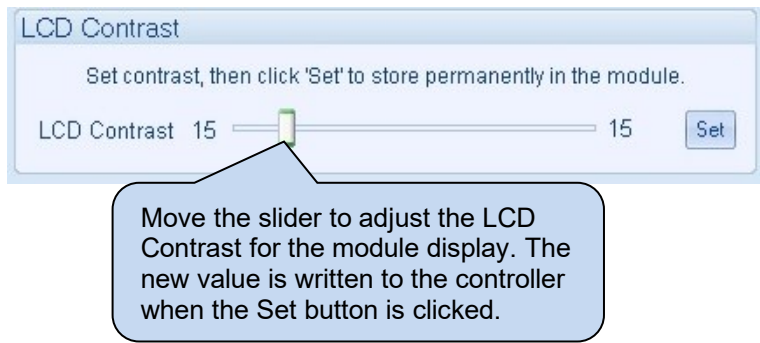 LCD Contrast
Set contrast, then click 'Set' to store permanently in the module.
LCD Contrast 15 15 Set
Move the slider to adjust the LCD
Contrast for the module display. The
new value is written to the controller
when the Set button is clicked.